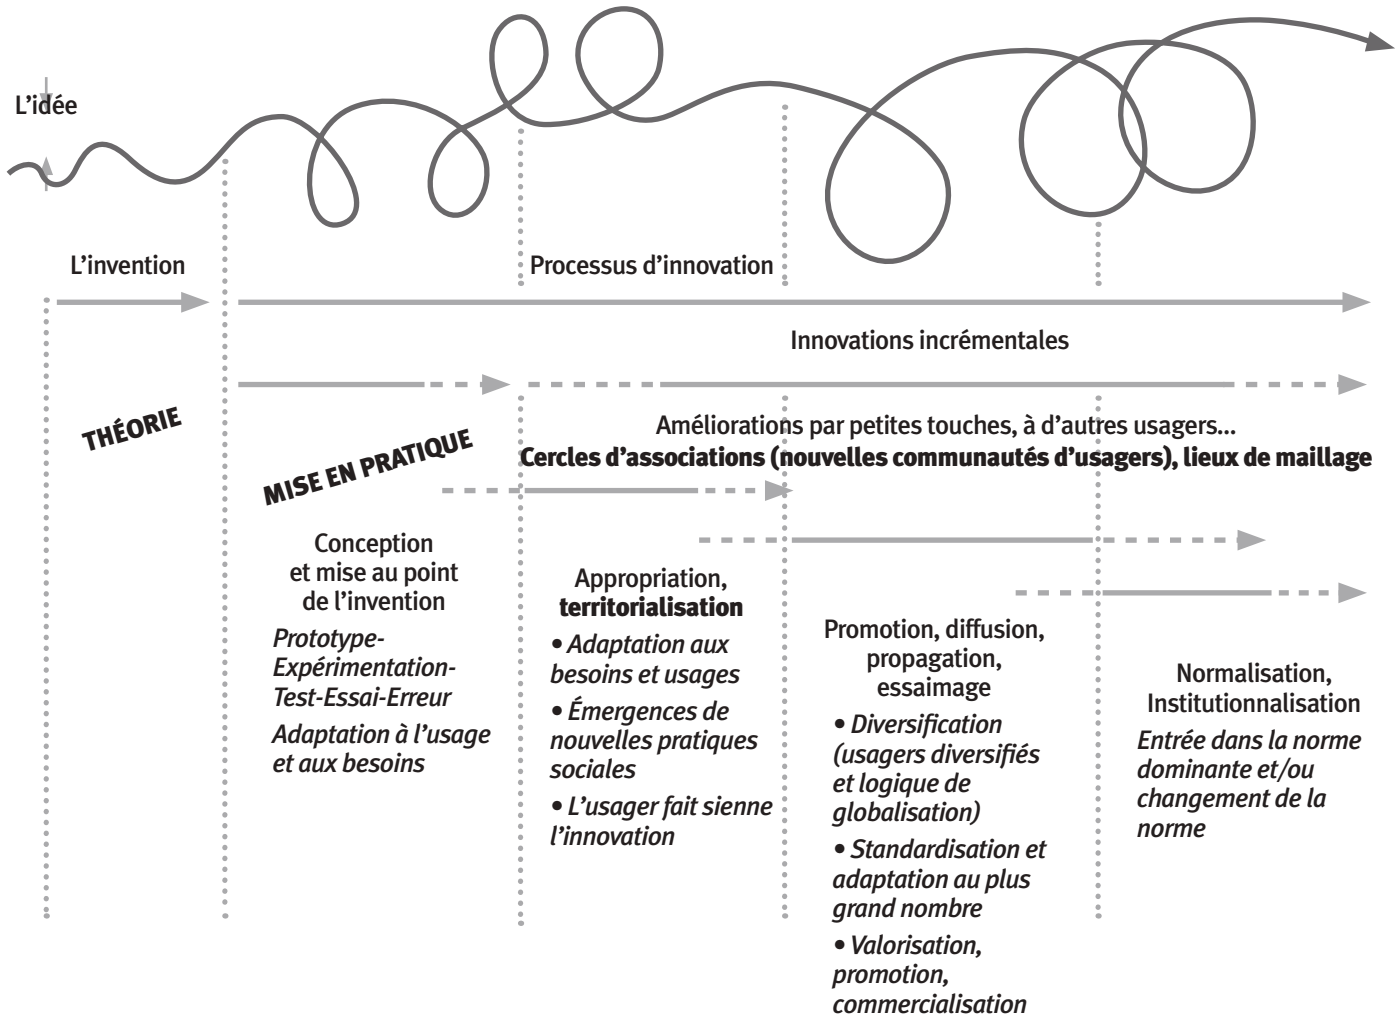 L’idée
L’invention
Processus d’innovation
Innovations incrémentales
THÉORIE
MISE EN PRATIQUE
Améliorations par petites touches, à d’autres usagers...
Cercles d’associations (nouvelles communautés d’usagers), lieux de maillage
Conception
et mise au point
de l’invention
Prototype-
Expérimentation-
Test-Essai-Erreur
Adaptation à l’usage
et aux besoins
Appropriation,
territorialisation
• Adaptation aux
besoins et usages
• Émergences de
nouvelles pratiques
sociales
• L’usager fait sienne
l’innovation
Promotion, diffusion,
propagation,
essaimage
• Diversification
(usagers diversifiés
et logique de
globalisation)
• Standardisation et
adaptation au plus
grand nombre
• Valorisation,
promotion,
commercialisation
Normalisation,
Institutionnalisation
Entrée dans la norme
dominante et/ou
changement de la
norme